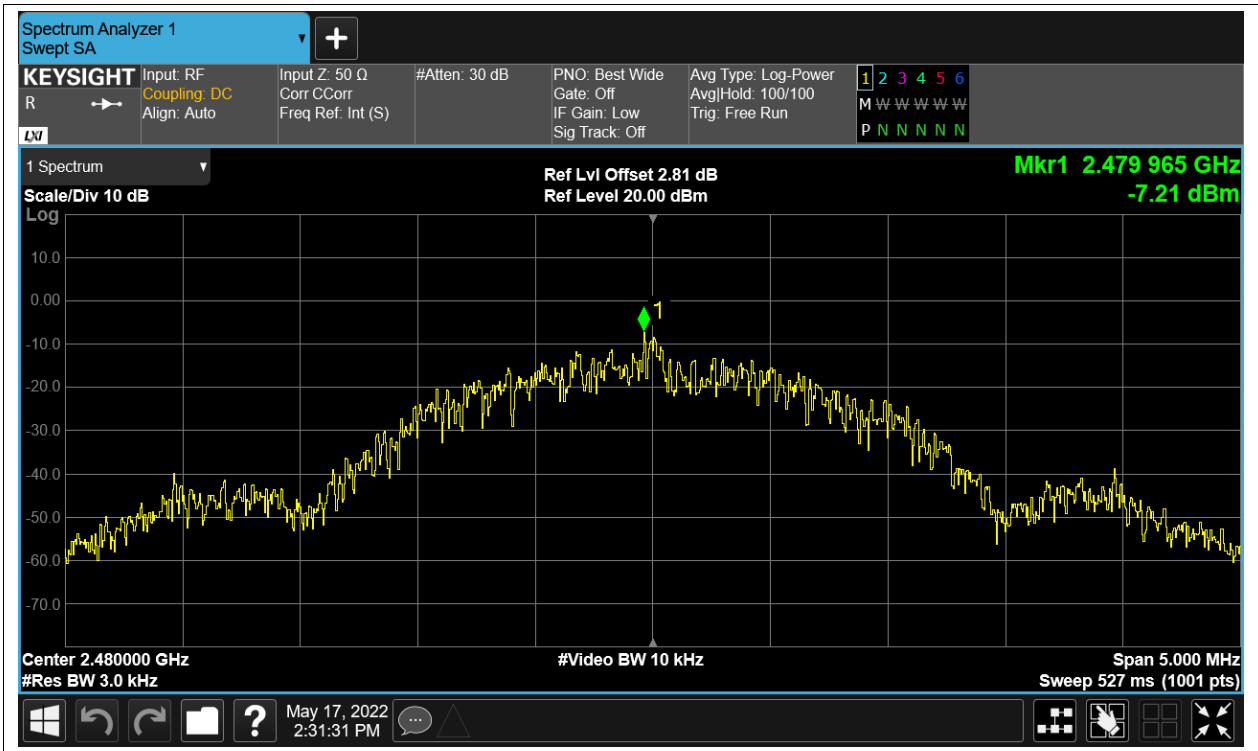 Spectrum Analyzer 1
Swept SA
KEYSIGHT
R
LXI
Input: RF
Coupling: DC
Align: Auto
Input Z: 50 Ω
Corr CCorr
Freq Ref: Int (S)
#Atten: 30 dB
PNO: Best Wide
Gate: Off
IF Gain: Low
Sig Track: Off
Avg Type: Log-Power
Avg|Hold: 100/100
Trig: Free Run
1 2 3 4 5 6
M W W W W W W
P N N N N N
1 Spectrum
Scale/Div 10 dB
Log
Ref Lvl Offset 2.81 dB
Ref Level 20.00 dBm
Mkr1 2.479 965 GHz
-7.21 dBm
10.0
0.00
1
-10.0
-20.0
-30.0
-40.0
-50.0
-60.0
-70.0
Center 2.480000 GHz
#Video BW 10 kHz
Span 5.000 MHz
#Res BW 3.0 kHz
Sweep 527 ms (1001 pts)
?
May 17, 2022
2:31:31 PM